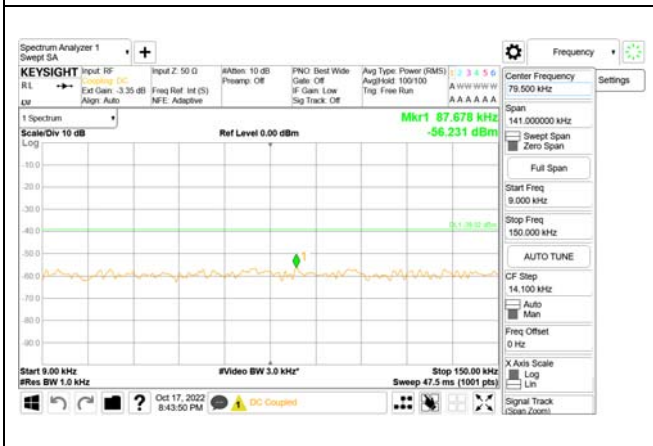 Spectrum Analyzer 1
Swept SA
+
Frequency
KEYSIGHT
Input: RF
Coupling: DC
Ext Gain: -3.35 dB
Align: Auto
Input Z: 50 Ω
Freq Ref: Int (S)
NFE: Adaptive
#Atten: 10 dB
Preamp: Off
PNO: Best Wide
Gate: Off
IF Gain: Low
Sig Track: Off
Avg Type: Power (RMS)
Avg|Hold: 100/100
Trig: Free Run
1 2 3 4 5 6
A W W W W W
A A A A A A
RL
1 Spectrum
Scale/Div 10 dB
Log
Ref Level 0.00 dBm
Mkr1 87.678 kHz
-56.231 dBm
-10.0
-20.0
-30.0
-40.0
-50.0
-60.0
-70.0
-80.0
-90.0
1
Start 9.00 kHz
#Res BW 1.0 kHz
#Video BW 3.0 kHz*
Stop 150.00 kHz
Sweep 47.5 ms (1001 pts)
Center Frequency
79.500 kHz
Settings
Span
141.000000 kHz
Swept Span
Zero Span
Full Span
Start Freq
9.000 kHz
Stop Freq
150.000 kHz
AUTO TUNE
CF Step
14.100 kHz
Auto
Man
Freq Offset
0 Hz
X Axis Scale
Log
Lin
Signal Track
(Span Zoom)
?
Oct 17, 2022
8:43:50 PM
DC Coupled